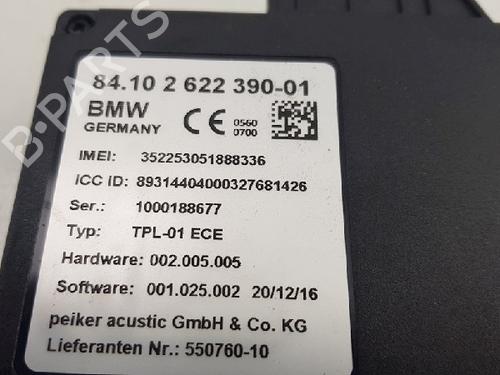 84.10 2 622 390-01
BMW
GERMANY
0560
0700
IMEI: 352253051888336
ICC ID: 89314404000327681426
Ser.: 1000188677
Typ: TPL-01 ECE
Hardware: 002.005.005
Software: 001.025.002 20/12/16
peiker acustic GmbH & Co. KG
Lieferanten Nr.: 550760-10
B-PARTS